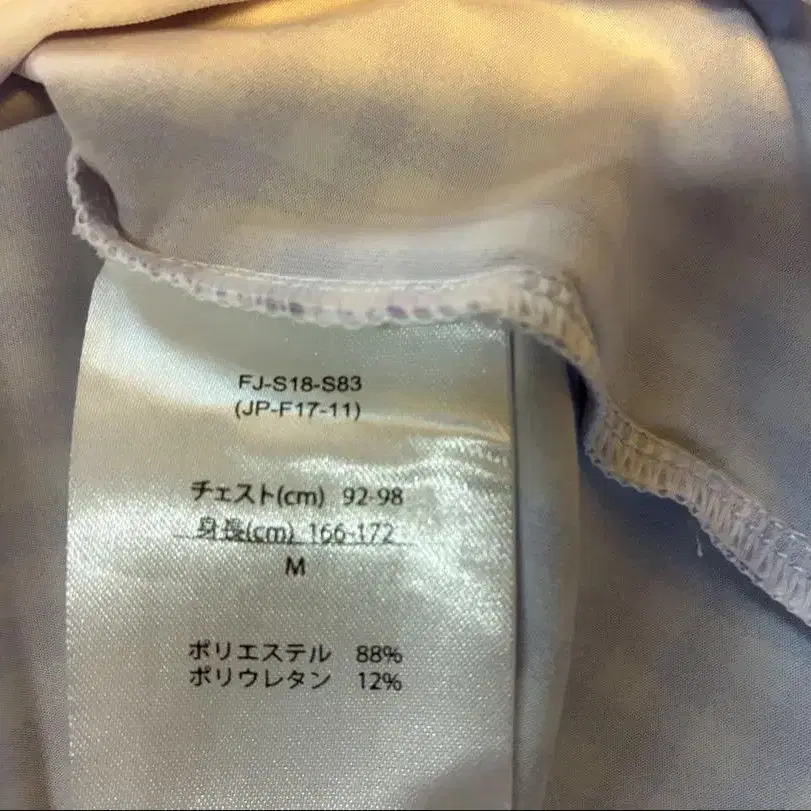 FJ-S18-S83
(JP-F17-11)
チェスト(cm) 92-98
身長(cm) 166-172
M
ポリエステル 88%
ポリウレタン 12%